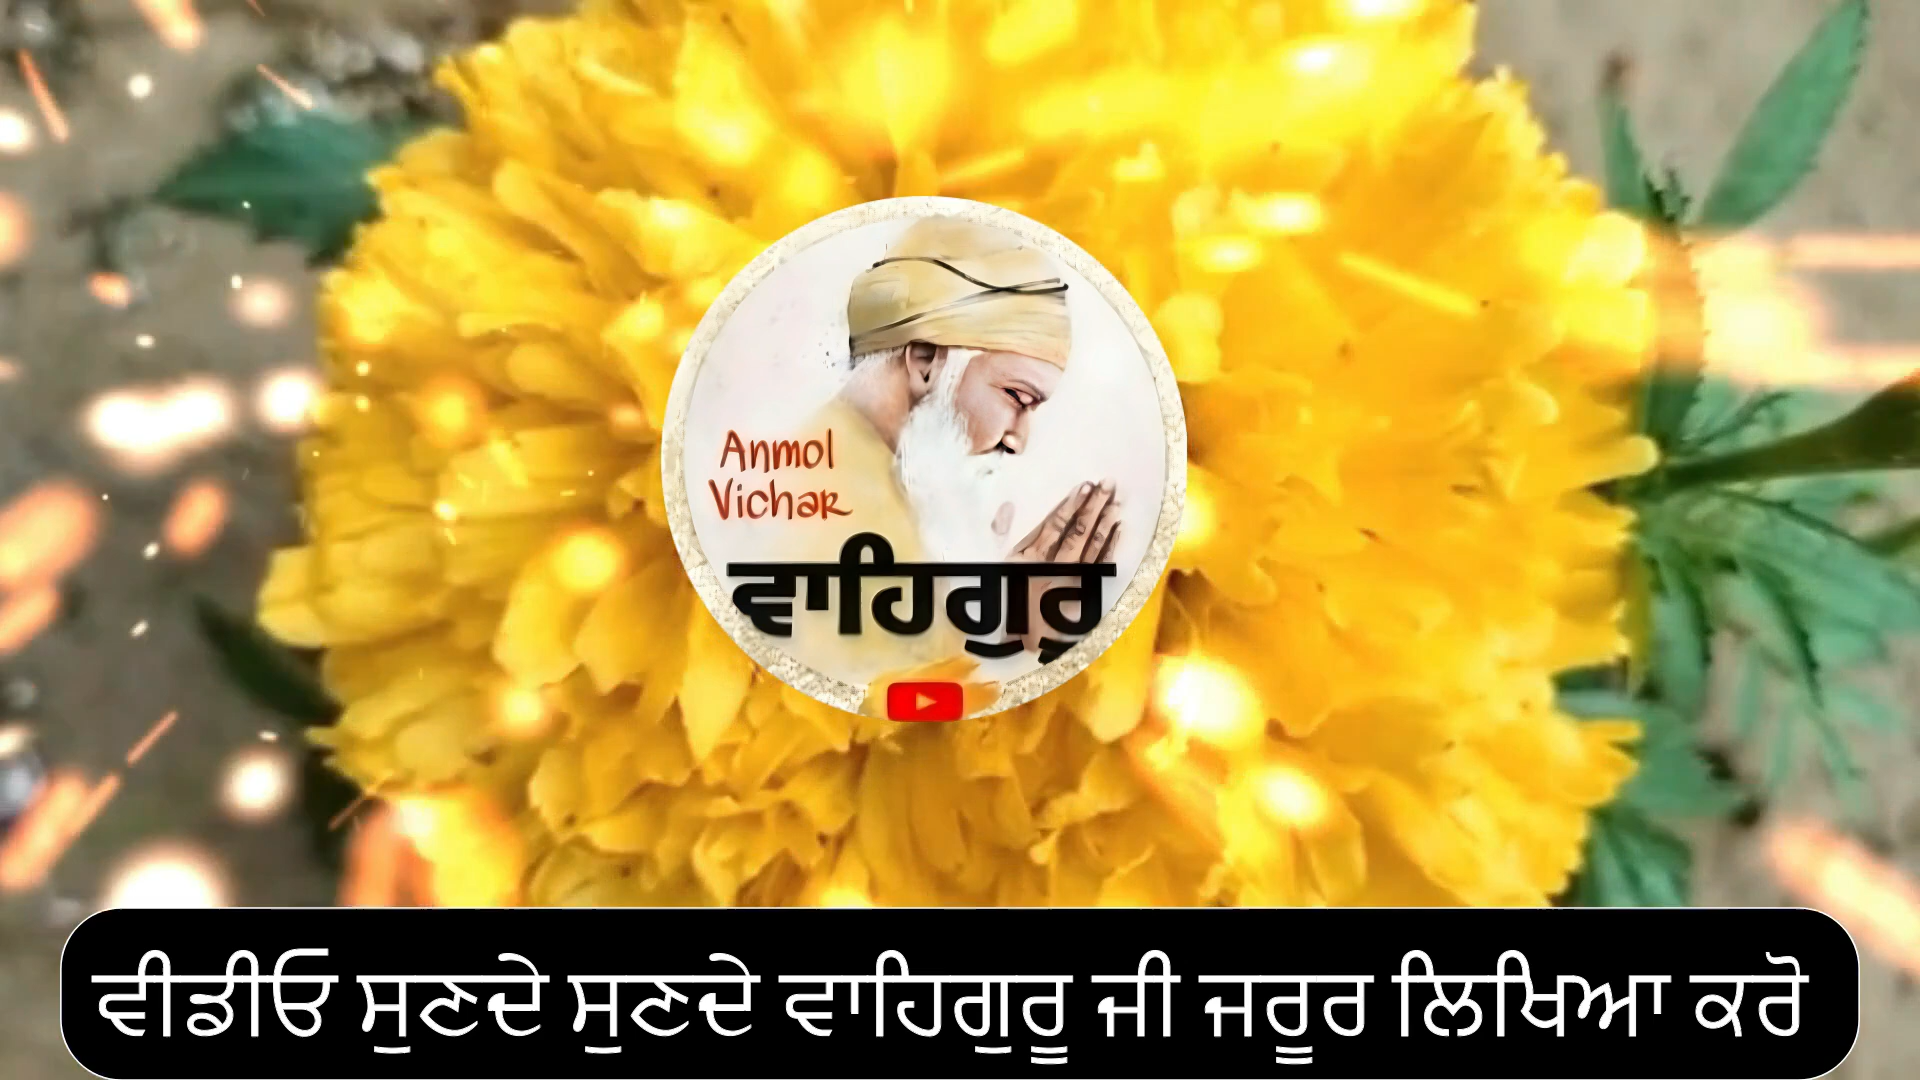 Anmol
Vichar
ਵਾਹਿਗੁਰੂ
ਵੀਡੀਓ ਸੁਣਦੇ ਸੁਣਦੇ ਵਾਹਿਗੁਰੂ ਜੀ ਜਰੂਰ ਲਿਖਿਆ ਕਰੋ